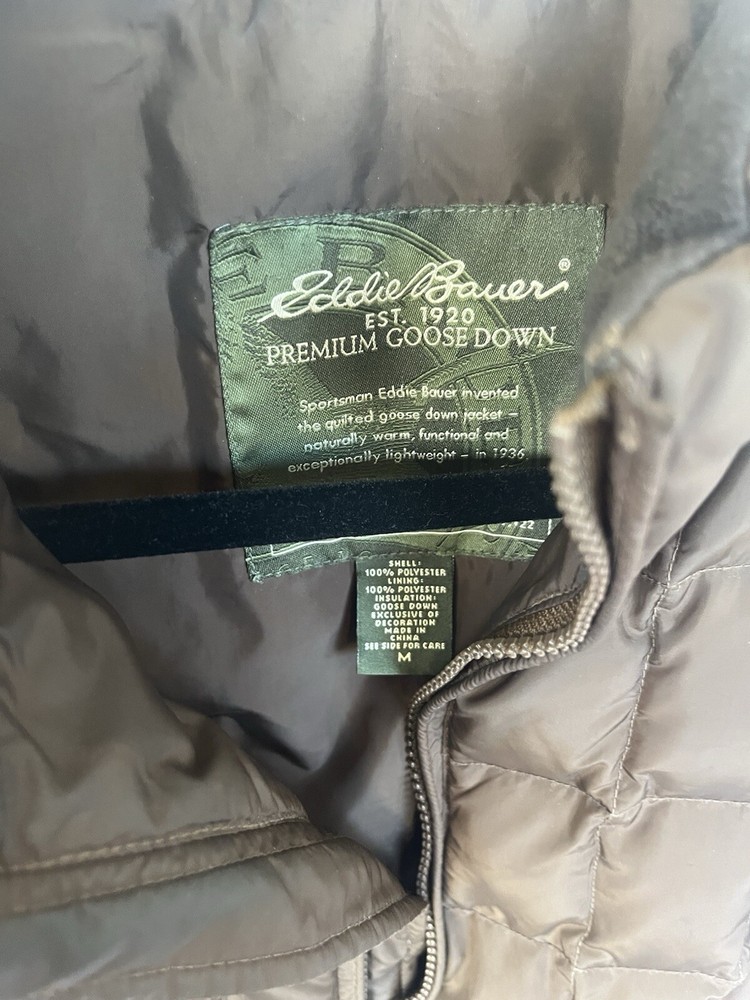 E B
Eddie Bauer®
EST. 1920
PREMIUM GOOSE DOWN
Sportsman Eddie Bauer invented
the quilted goose down jacket –
naturally warm, functional and
exceptionally lightweight – in 1936.
SHELL:
100% POLYESTER
LINING:
100% POLYESTER
INSULATION:
GOOSE DOWN
EXCLUSIVE OF
DECORATION
MADE IN
CHINA
SEE SIDE FOR CARE
M